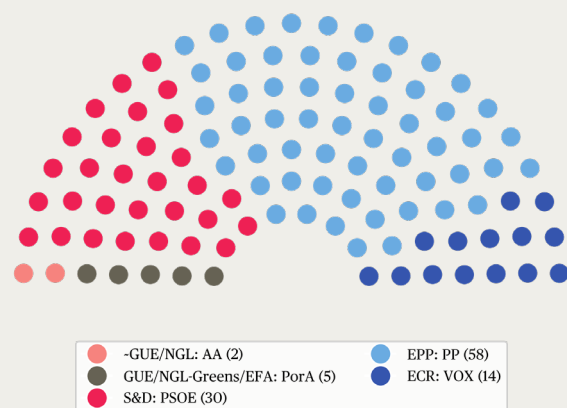 -GUE/NGL: AA (2)
GUE/NGL-Greens/EFA: PorA (5)
S&D: PSOE (30)
EPP: PP (58)
ECR: VOX (14)